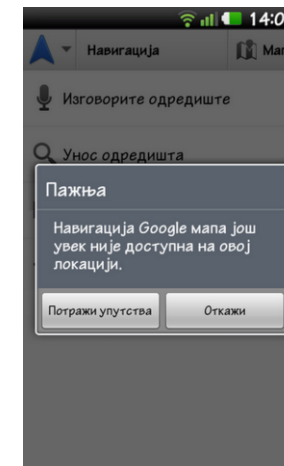 14:0
Навигација
Изговорите одредиште
Унос одредишта
Пажња
Навигација Google мапа још
увек није доступна на овој
локацији.
Потражи упутства Откажи